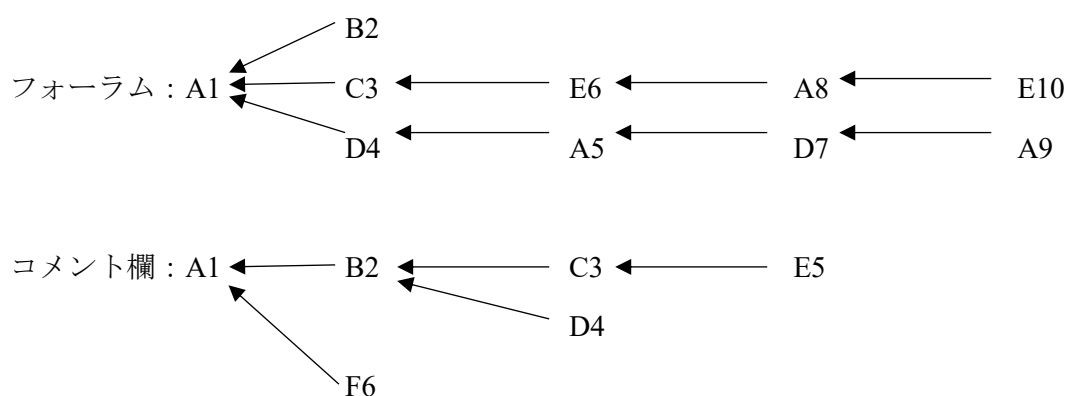 B2
フォーラム：A1 C3 E6 A8 E10
D4 A5 D7 A9
コメント欄：A1 B2 C3 E5
D4
F6